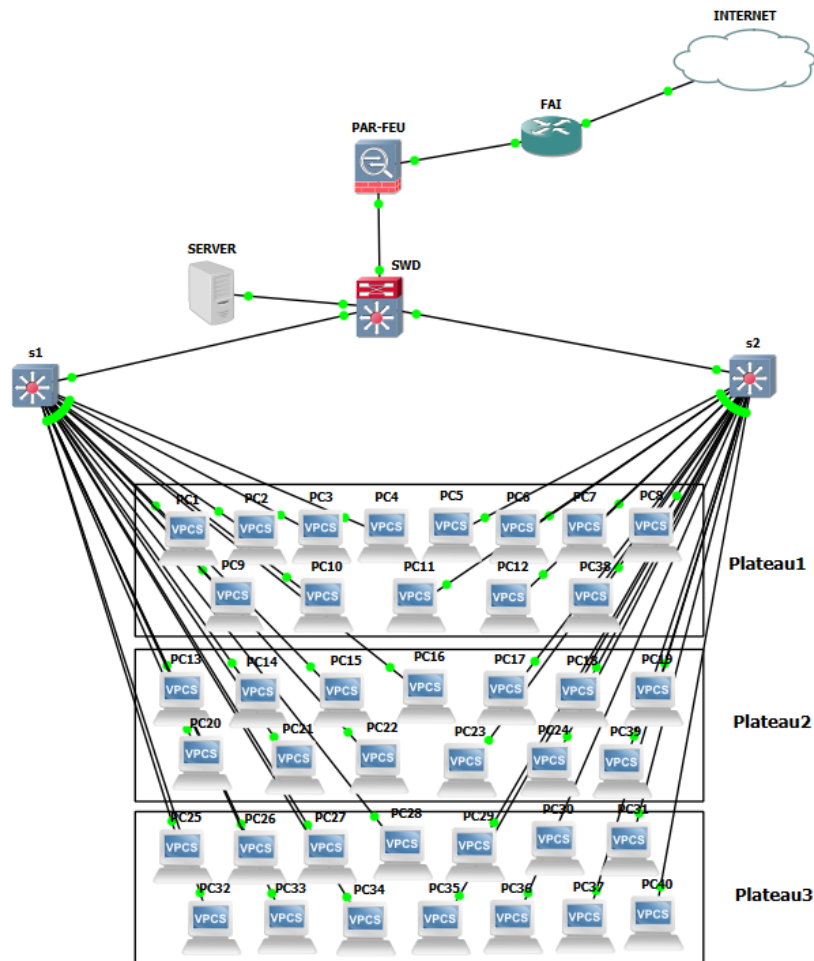 INTERNET
FAI
PAR-FEU
SERVER
SWD
s1
s2
PC1 PC2 PC3 PC4 PC5 PC6 PC7 PC8
VPCS VPCS VPCS VPCS VPCS VPCS VPCS VPCS
Plateau1
PC9 PC10 PC11 PC12 PC38
VPCS VPCS VPCS VPCS VPCS
PC13 PC14 PC15 PC16 PC17 PC18 PC19
VPCS VPCS VPCS VPCS VPCS VPCS VPCS
Plateau2
PC20 PC21 PC22 PC23 PC24 PC39
VPCS VPCS VPCS VPCS VPCS VPCS
PC25 PC26 PC27 PC28 PC29 PC30 PC31
VPCS VPCS VPCS VPCS VPCS VPCS VPCS
PC32 PC33 PC34 PC35 PC36 PC37 PC40
Plateau3
VPCS VPCS VPCS VPCS VPCS VPCS VPCS